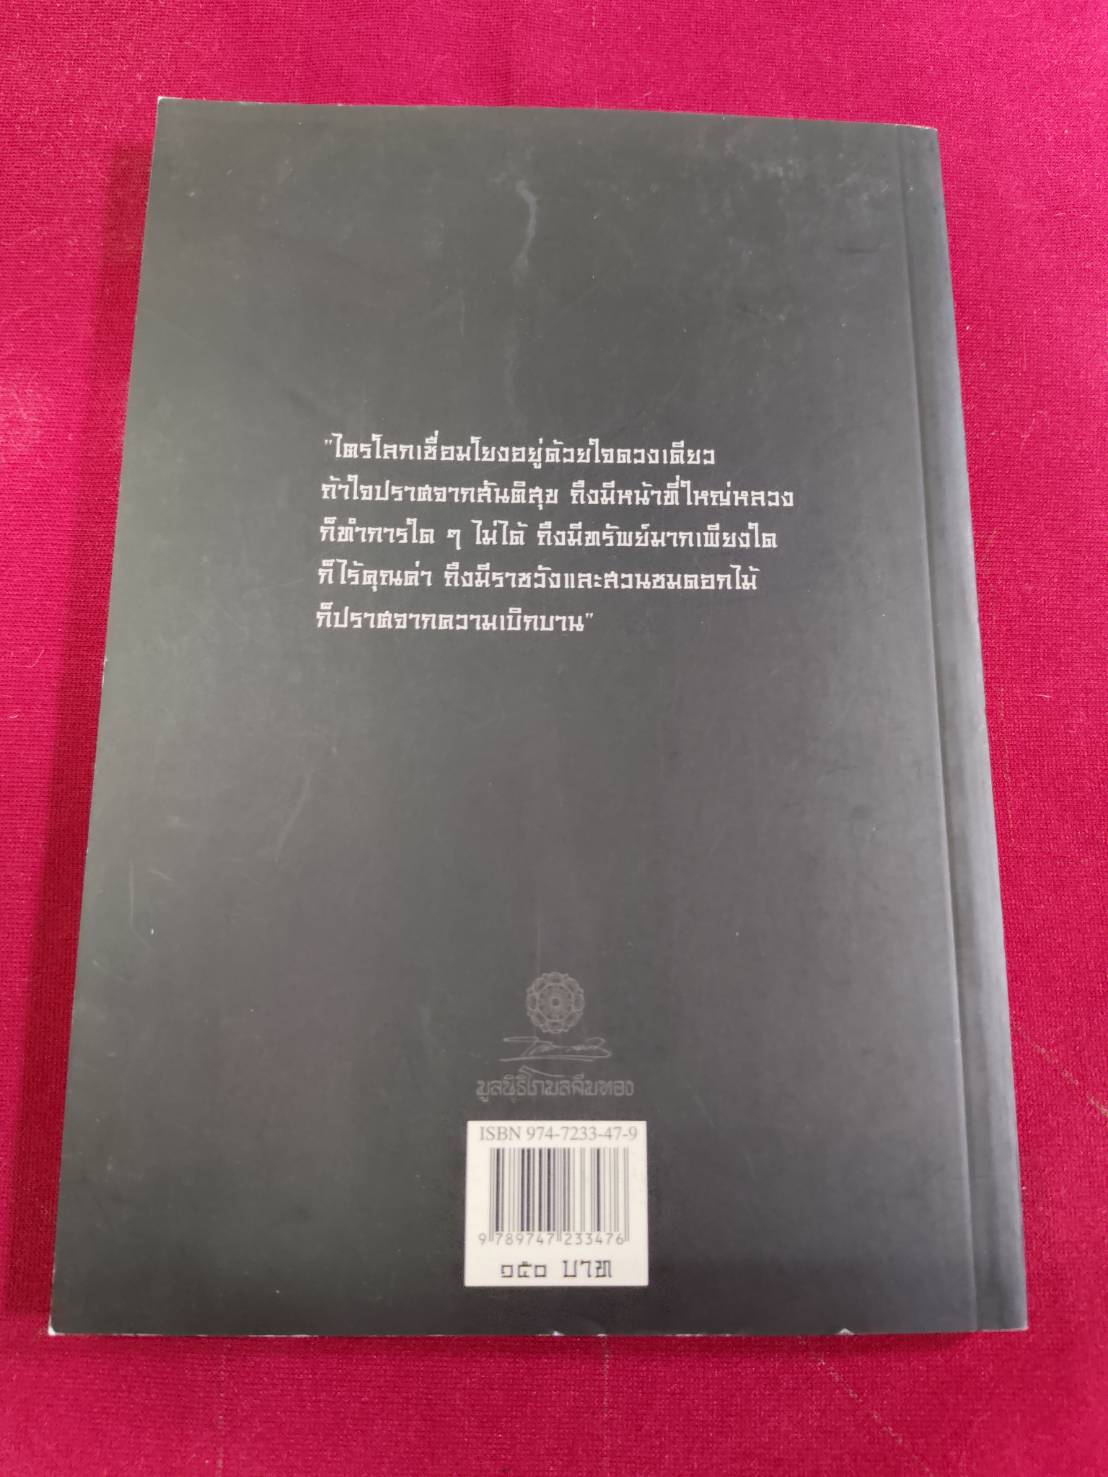 "ไตรโลกเชื่อมโยงอยู่ด้วยใจดวงเดียว
ถ้าใจปราศจากสันติสุข ถึงมีหน้าที่ใหญ่หลวง
ก็ทำการใด ๆ ไม่ได้ ถึงมีทรัพย์มากเพียงใด
ก็ไร้คุณค่า ถึงมีราชวังและสวนชมดอกไม้
ก็ปราศจากความเบิกบาน"
มูลนิธิโกมลคีมทอง
ISBN 974-7233-47-9
9 789747 233476
๑๕๐ บาท